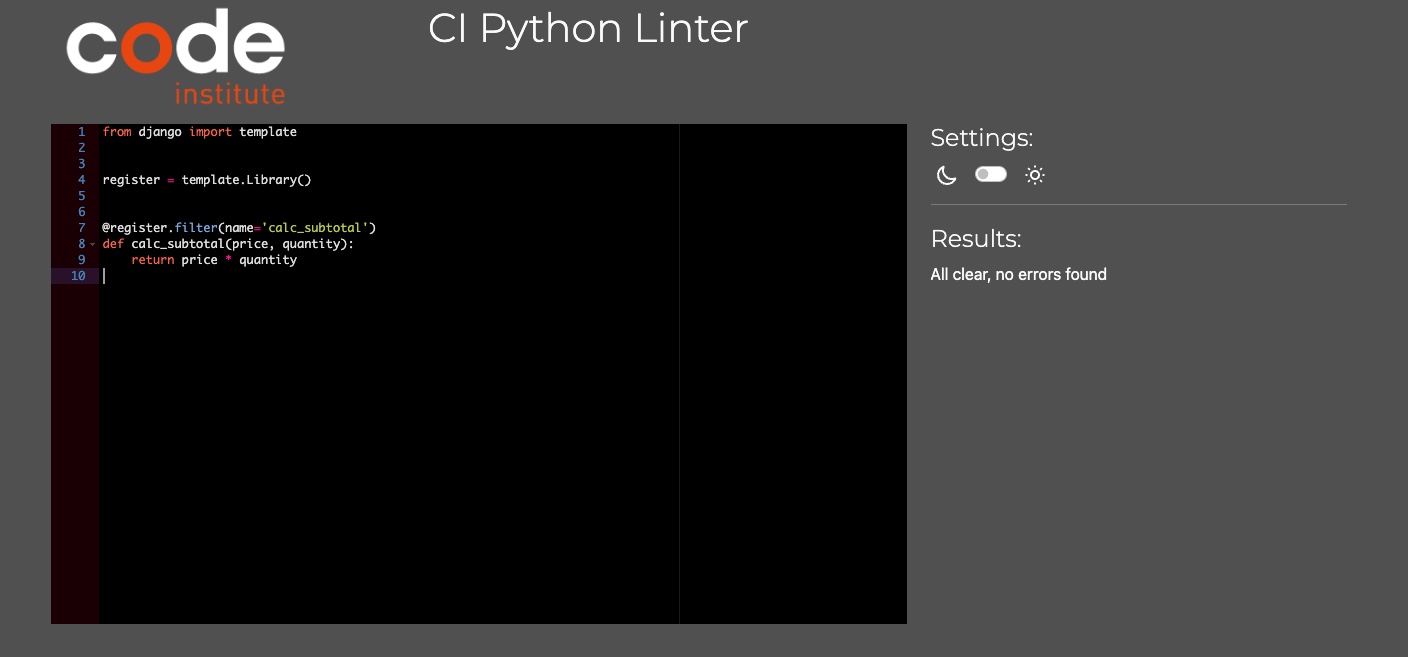 code
institute
CI Python Linter
1 from django import template
2
3
4 register = template.Library()
5
6
7 @register.filter(name='calc_subtotal')
8 def calc_subtotal(price, quantity):
9     return price * quantity
10
Settings:
Results:
All clear, no errors found